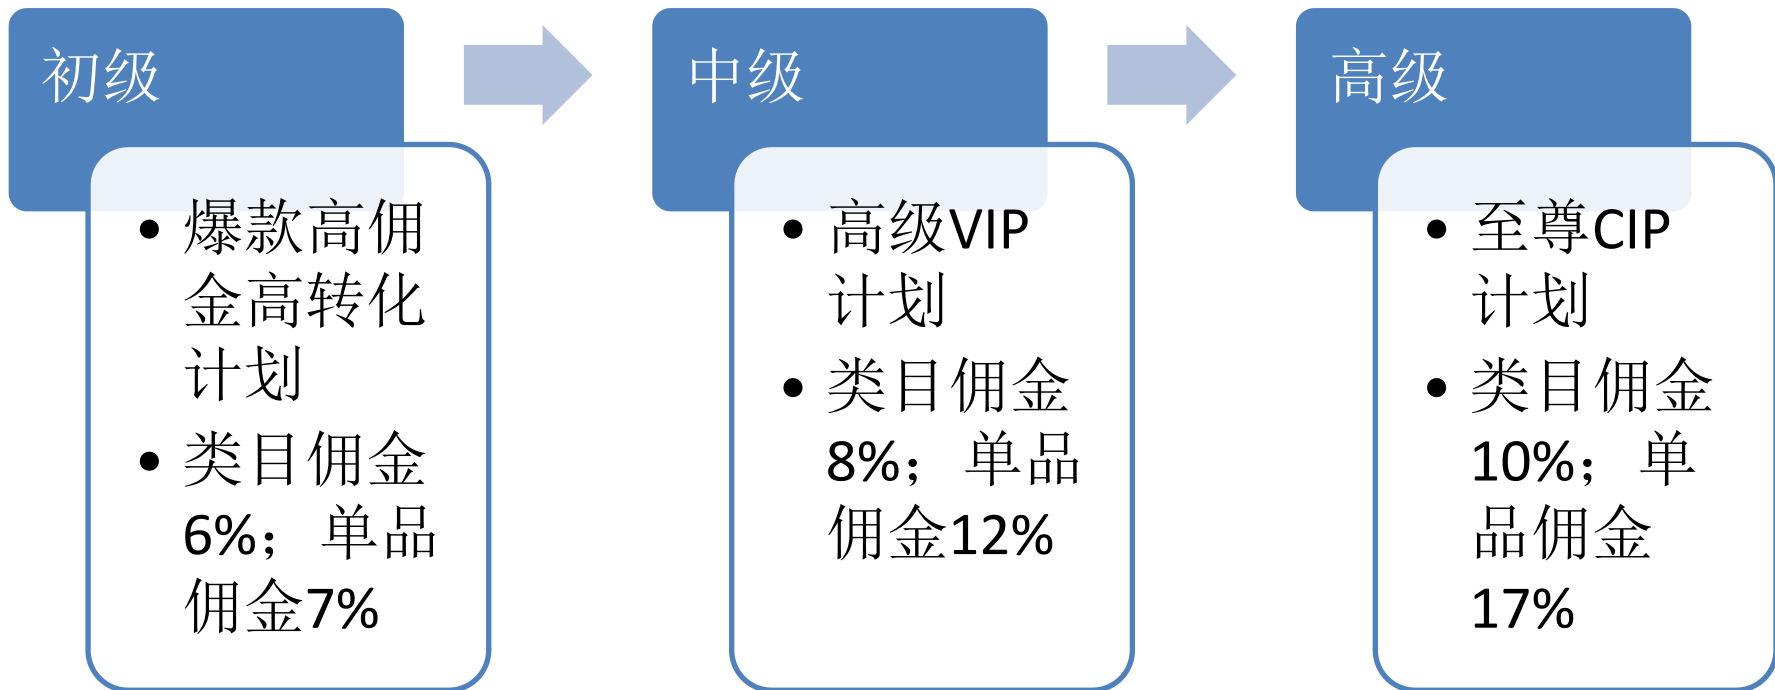 初级
爆款高佣
金高转化
计划
类目佣金
6%；单品
佣金7%
中级
高级VIP
计划
类目佣金
8%；单品
佣金12%
高级
至尊CIP
计划
类目佣金
10%；单
品佣金
17%